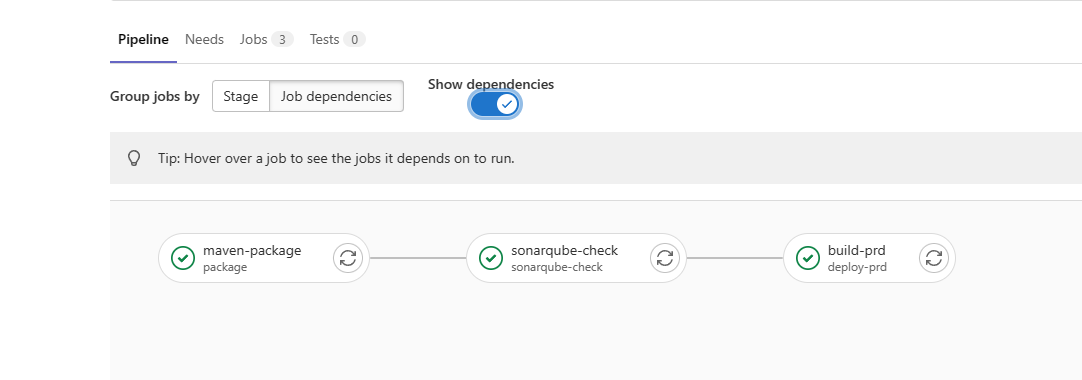 Pipeline Needs Jobs 3 Tests 0
Group jobs by Stage Job dependencies Show dependencies
Tip: Hover over a job to see the jobs it depends on to run.
maven-package
package
sonarqube-check
sonarqube-check
build-prd
deploy-prd